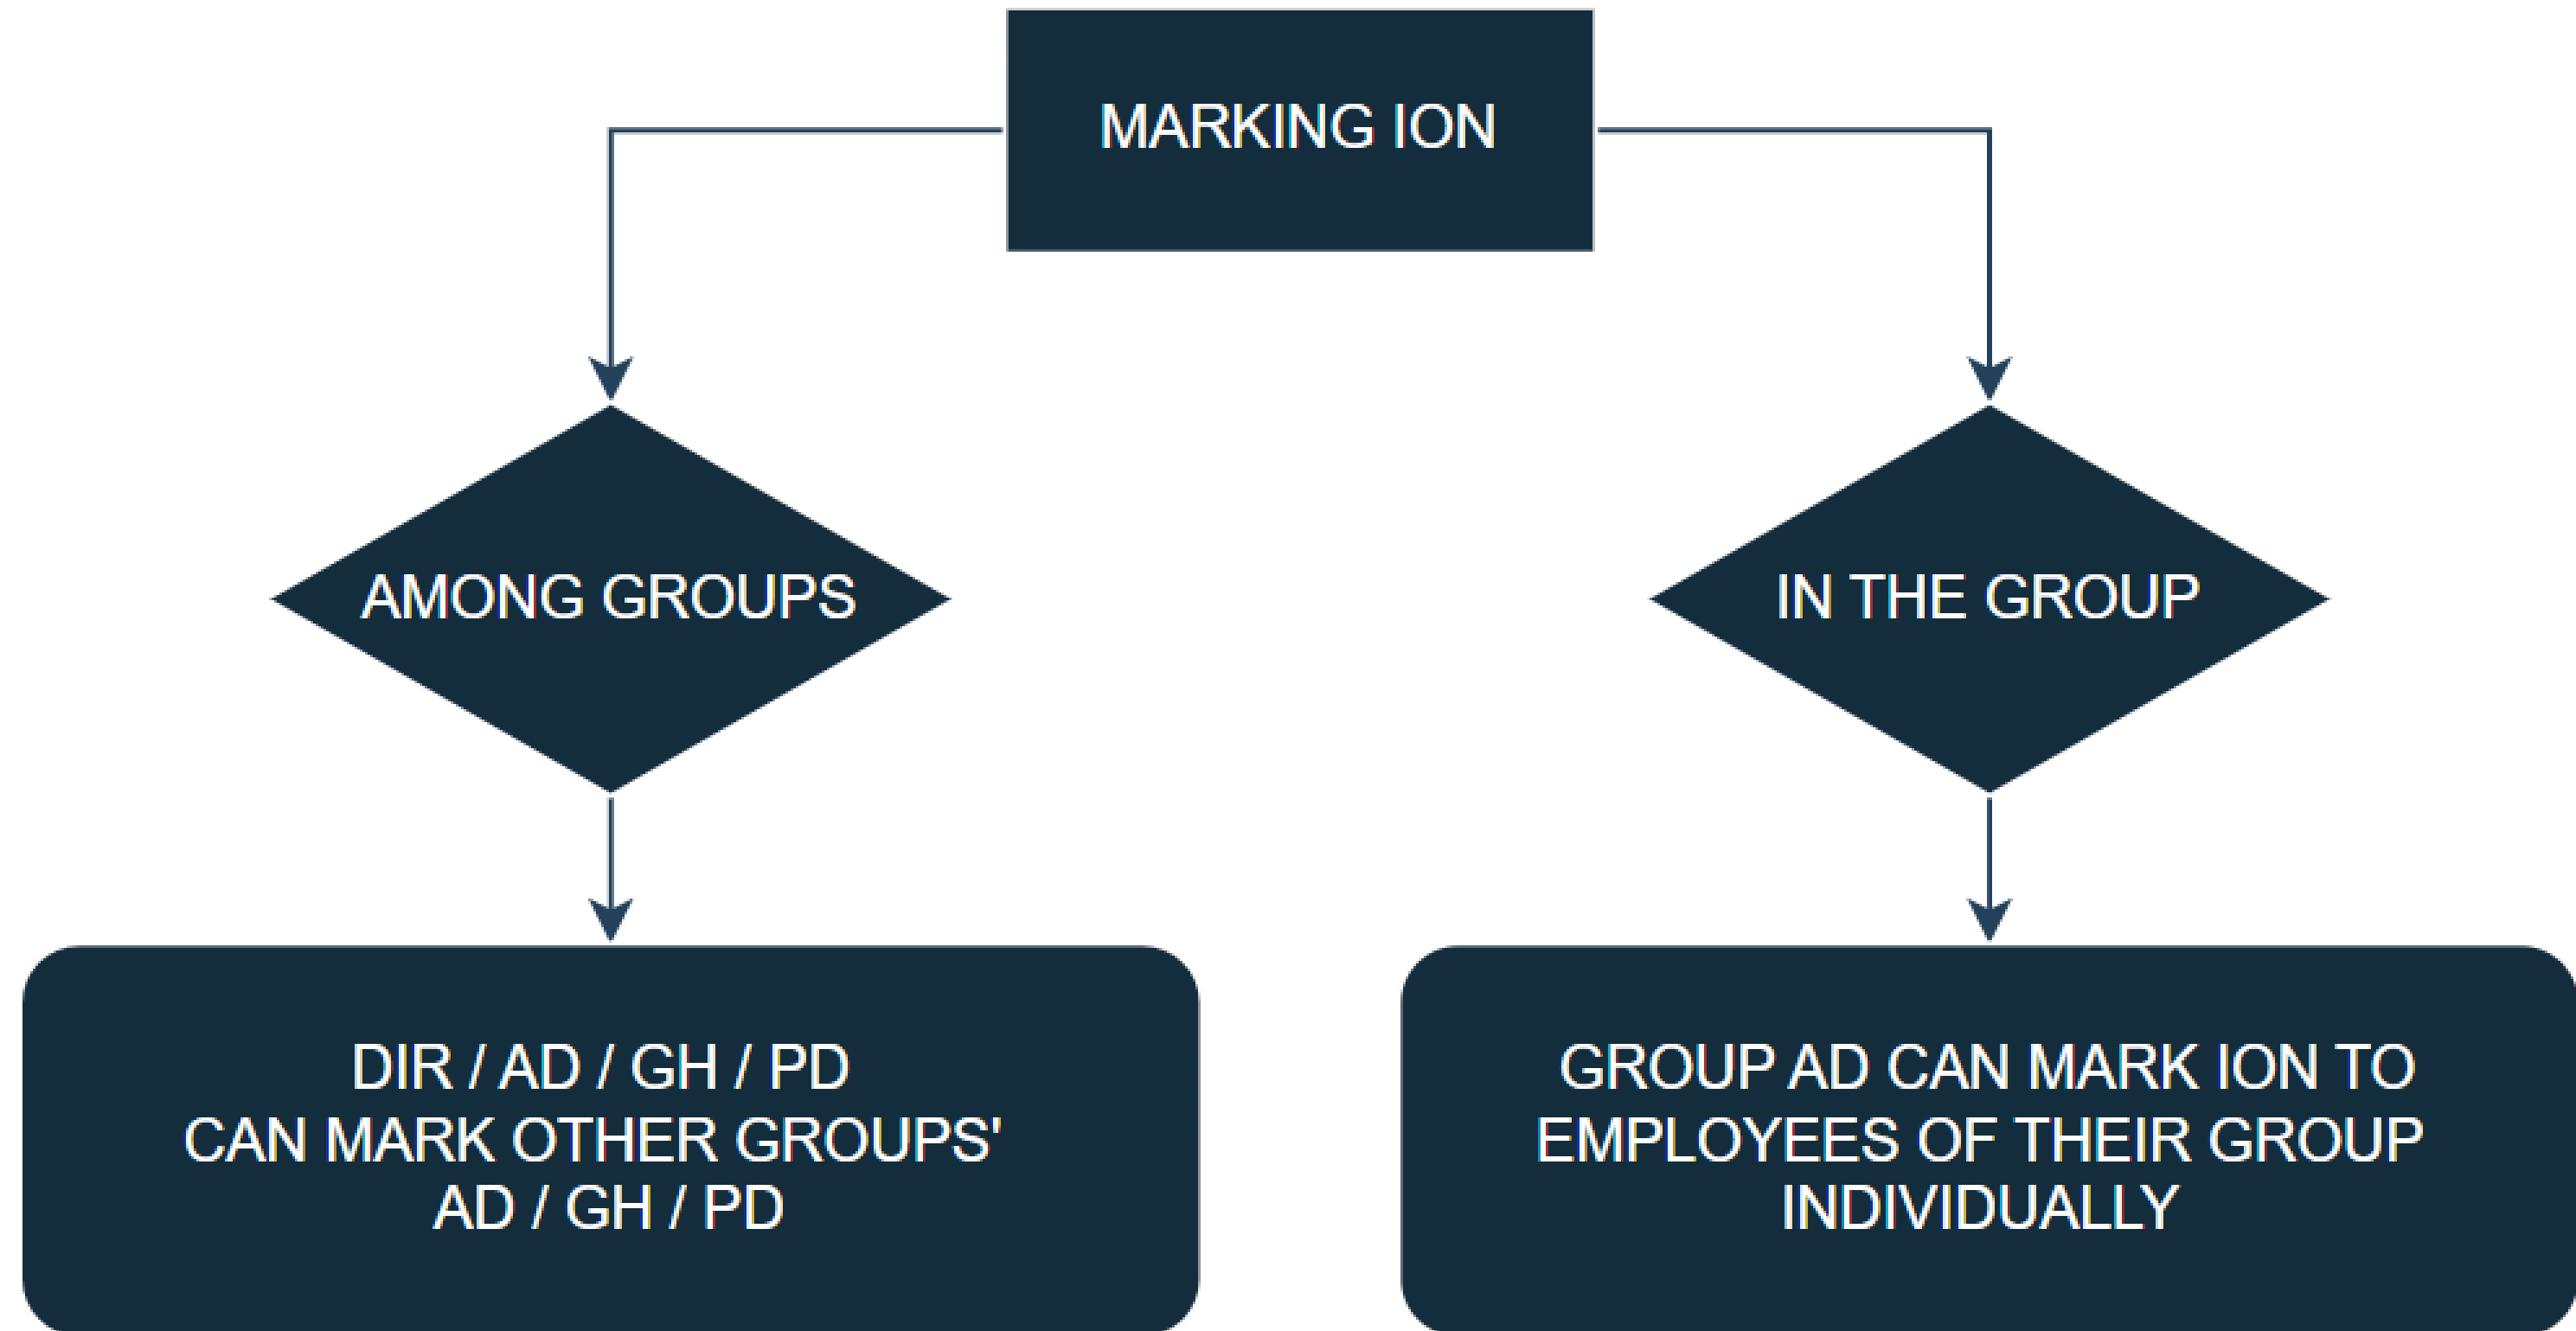 MARKING ION
AMONG GROUPS
IN THE GROUP
DIR / AD / GH / PD
CAN MARK OTHER GROUPS'
AD / GH / PD
GROUP AD CAN MARK ION TO
EMPLOYEES OF THEIR GROUP
INDIVIDUALLY